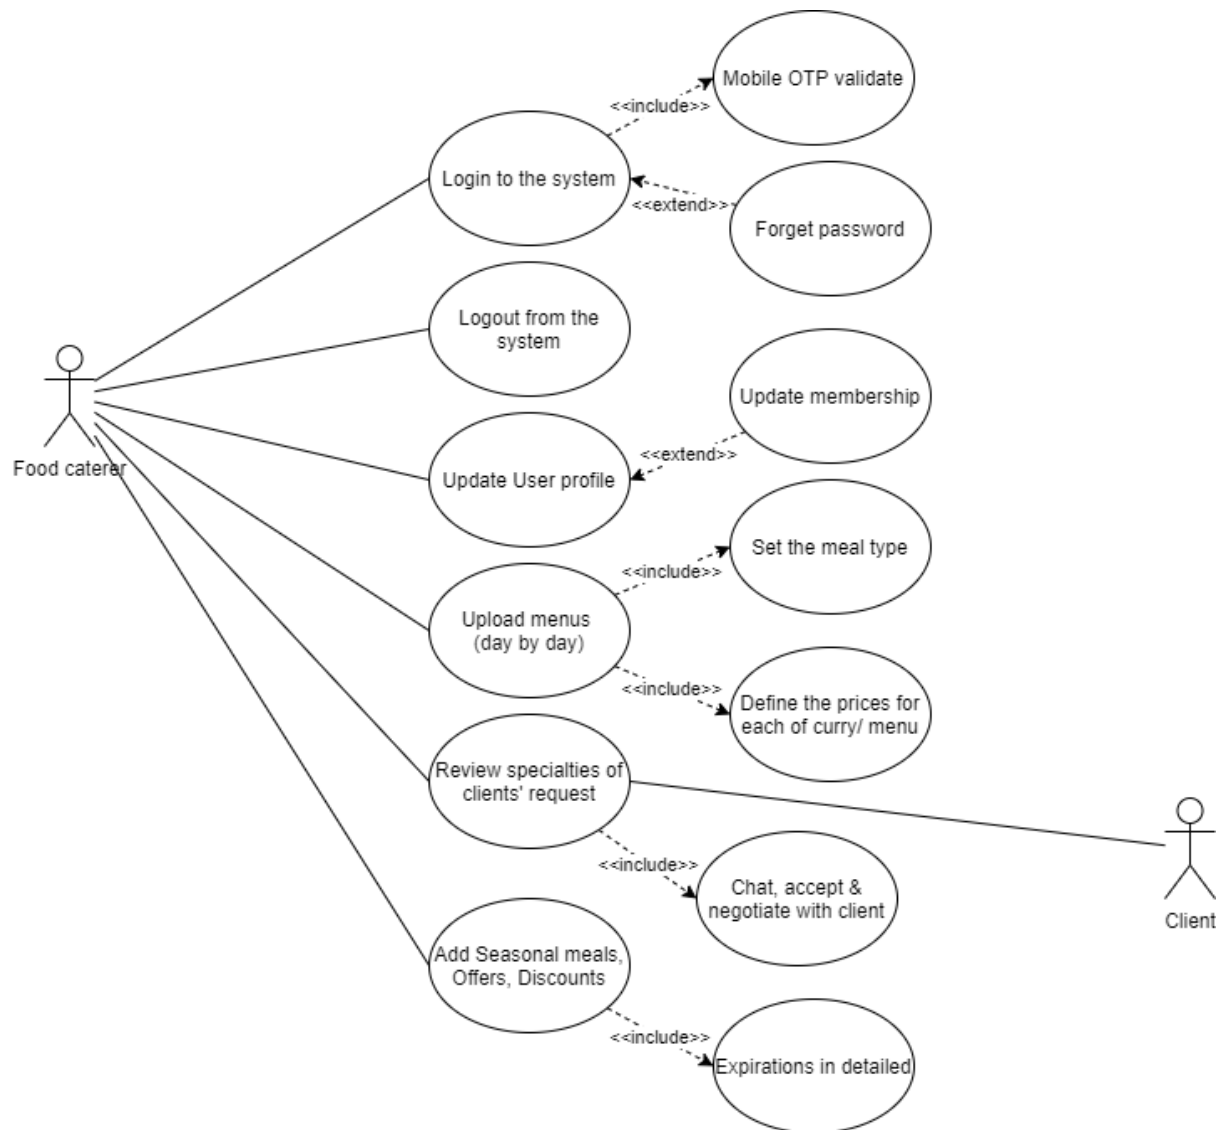 Mobile OTP validate
<<include>>
Login to the system
<<extend>>
Forget password
Logout from the
system
Food caterer
Update membership
<<extend>>
Update User profile
Set the meal type
<<include>>
Upload menus
(day by day)
<<include>>
Define the prices for
each of curry/ menu
Review specialties of
clients' request
<<include>>
Chat, accept &
negotiate with client
Client
Add Seasonal meals,
Offers, Discounts
<<include>>
Expirations in detailed